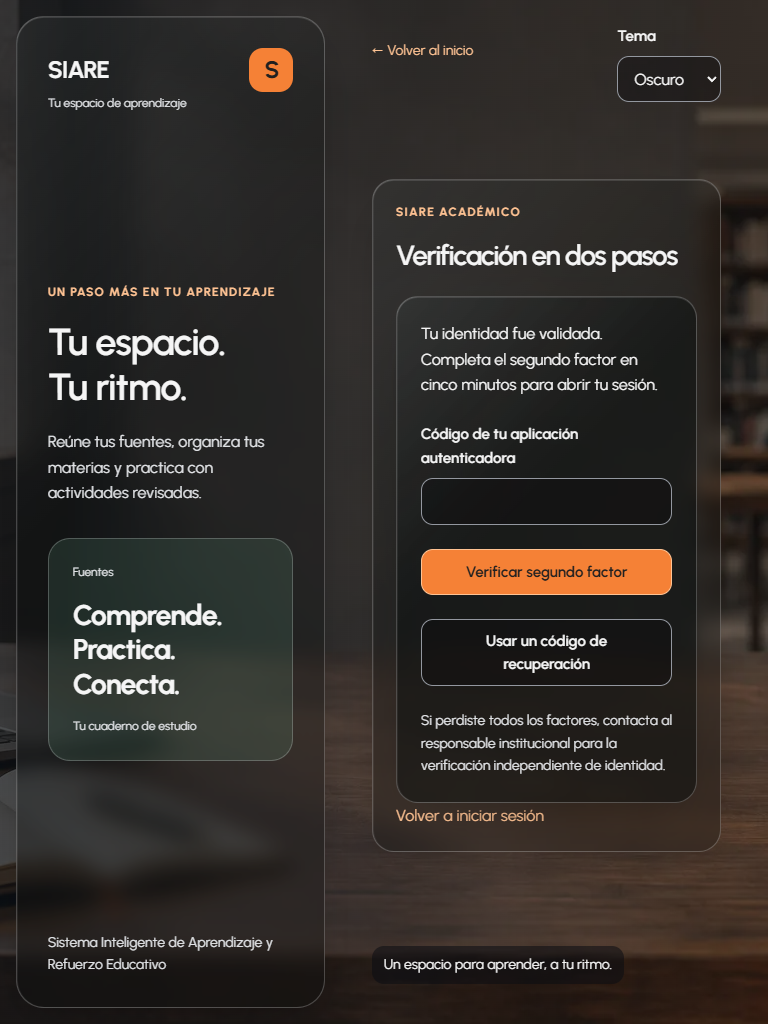 SIARE
S
Tu espacio de aprendizaje
UN PASO MÁS EN TU APRENDIZAJE
Tu espacio.
Tu ritmo.
Reúne tus fuentes, organiza tus
materias y practica con
actividades revisadas.
Fuentes
Comprende.
Practica.
Conecta.
Tu cuaderno de estudio
Sistema Inteligente de Aprendizaje y
Refuerzo Educativo
← Volver al inicio
Tema
Oscuro
SIARE ACADÉMICO
Verificación en dos pasos
Tu identidad fue validada.
Completa el segundo factor en
cinco minutos para abrir tu sesión.
Código de tu aplicación
autenticadora
Verificar segundo factor
Usar un código de
recuperación
Si perdiste todos los factores, contacta al
responsable institucional para la
verificación independiente de identidad.
Volver a iniciar sesión
Un espacio para aprender, a tu ritmo.